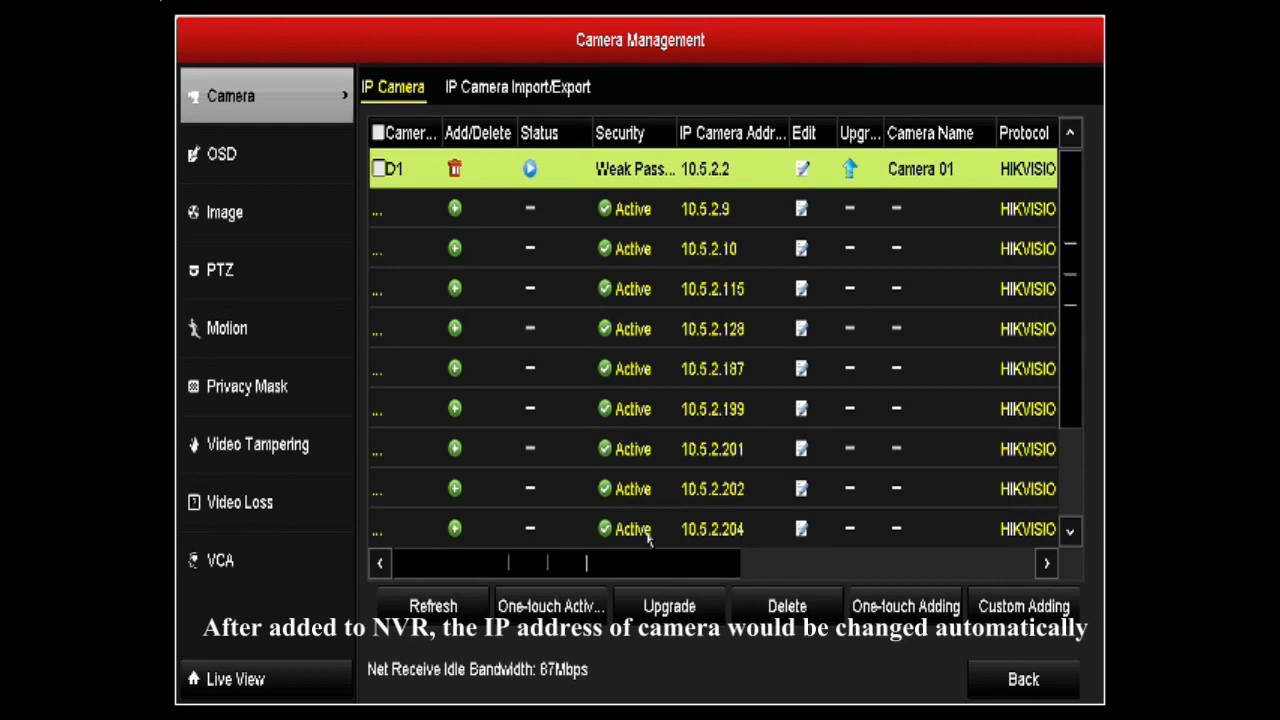 Camera Management
Camera
OSD
Image
PTZ
Motion
Privacy Mask
Video Tampering
Video Loss
VCA
Live View
IP Camera IP Camera Import/Export
Camer... Add/Delete Status Security IP Camera Addr... Edit Upgr... Camera Name Protocol
D1 Weak Pass... 10.5.2.2 Camera 01 HIKVISIO
... – Active 10.5.2.9 – – HIKVISIO
... – Active 10.5.2.10 – – HIKVISIO
... – Active 10.5.2.115 – – HIKVISIO
... – Active 10.5.2.128 – – HIKVISIO
... – Active 10.5.2.187 – – HIKVISIO
... – Active 10.5.2.199 – – HIKVISIO
... – Active 10.5.2.201 – – HIKVISIO
... – Active 10.5.2.202 – – HIKVISIO
... – Active 10.5.2.204 – – HIKVISIO
Refresh One-touch Activ... Upgrade Delete One-touch Adding Custom Adding
After added to NVR, the IP address of camera would be changed automatically
Net Receive Idle Bandwidth: 87Mbps
Back